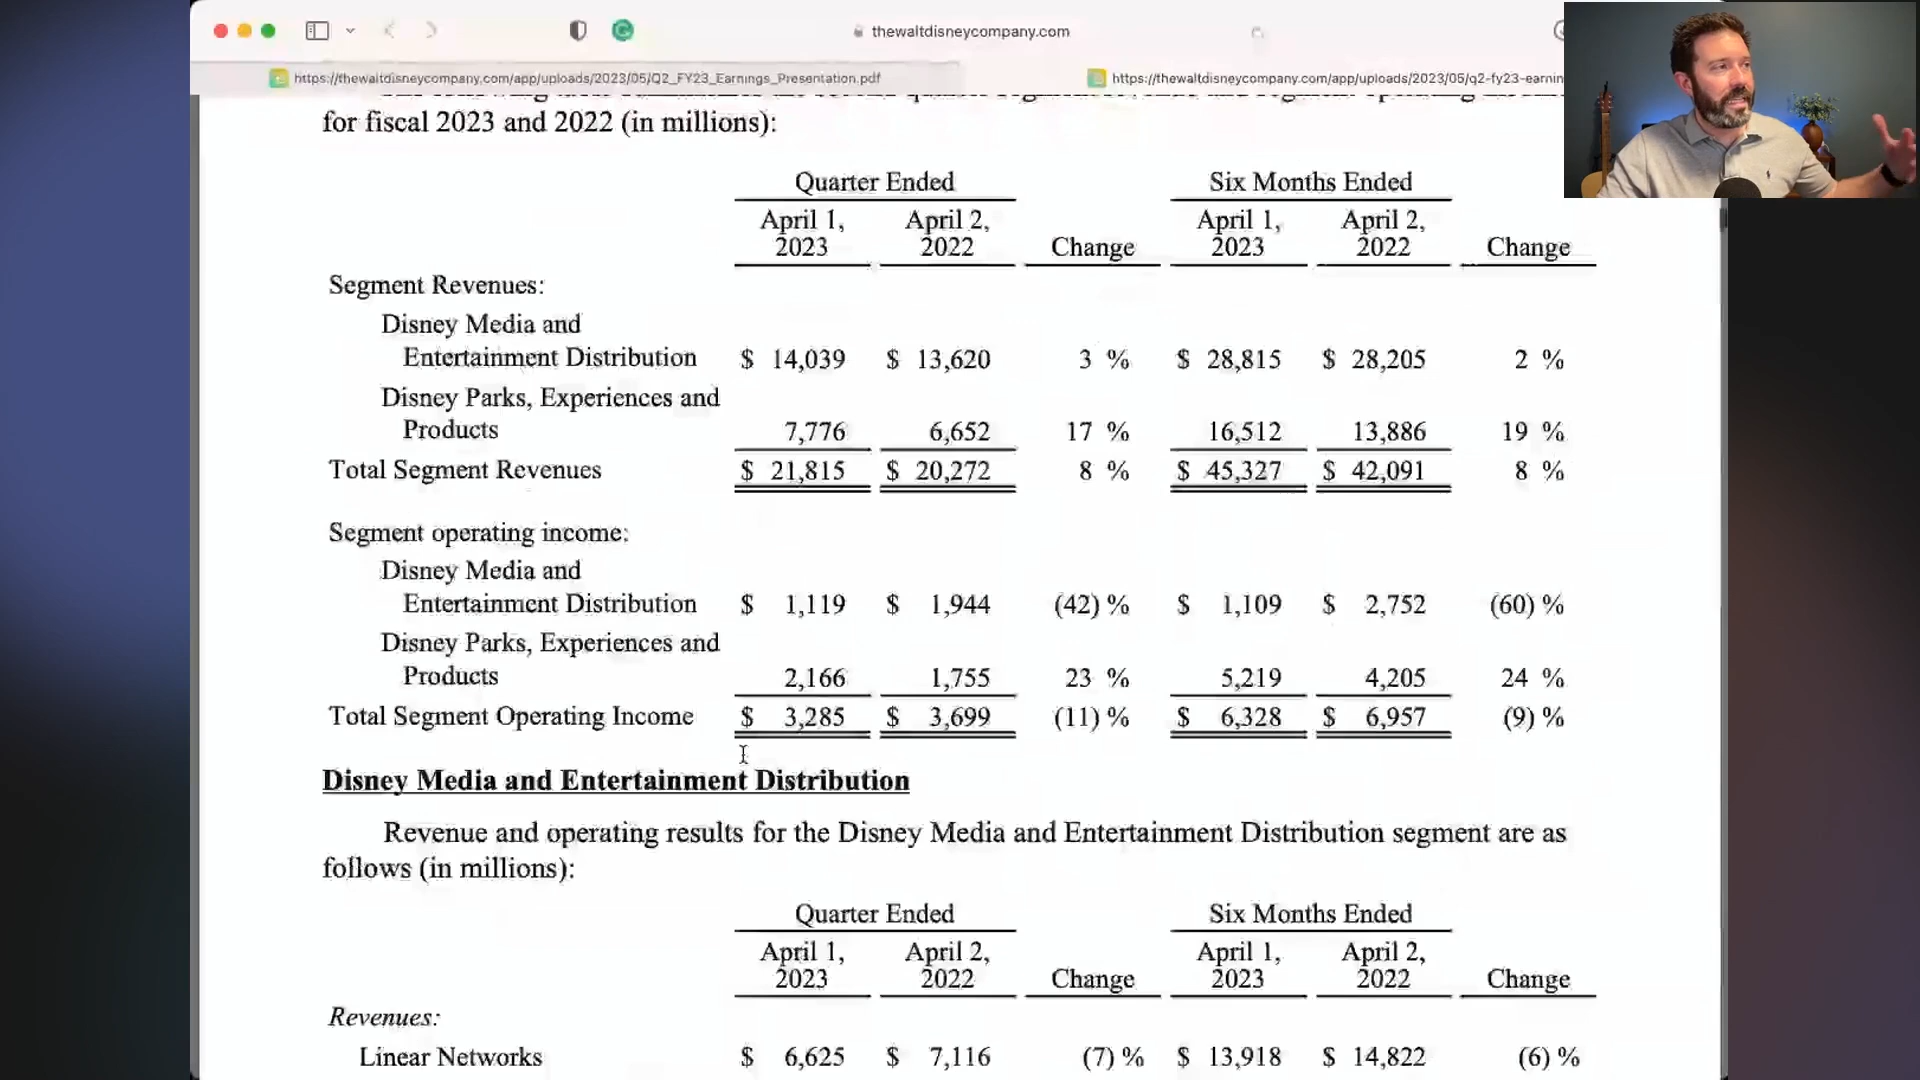 thewaltdisneycompany.com
https://thewaltdisneycompany.com/app/uploads/2023/05/Q2_FY23_Earnings_Presentation.pdf
https://thewaltdisneycompany.com/app/uploads/2023/05/q2-fy23-earnin
for fiscal 2023 and 2022 (in millions):
Quarter Ended Six Months Ended
April 1, 2023 April 2, 2022 Change April 1, 2023 April 2, 2022 Change
Segment Revenues:
Disney Media and
Entertainment Distribution $ 14,039 $ 13,620 3 % $ 28,815 $ 28,205 2 %
Disney Parks, Experiences and
Products 7,776 6,652 17 % 16,512 13,886 19 %
Total Segment Revenues $ 21,815 $ 20,272 8 % $ 45,327 $ 42,091 8 %
Segment operating income:
Disney Media and
Entertainment Distribution $ 1,119 $ 1,944 (42) % $ 1,109 $ 2,752 (60) %
Disney Parks, Experiences and
Products 2,166 1,755 23 % 5,219 4,205 24 %
Total Segment Operating Income $ 3,285 $ 3,699 (11) % $ 6,328 $ 6,957 (9) %
Disney Media and Entertainment Distribution
Revenue and operating results for the Disney Media and Entertainment Distribution segment are as
follows (in millions):
Quarter Ended Six Months Ended
April 1, 2023 April 2, 2022 Change April 1, 2023 April 2, 2022 Change
Revenues:
Linear Networks $ 6,625 $ 7,116 (7) % $ 13,918 $ 14,822 (6) %